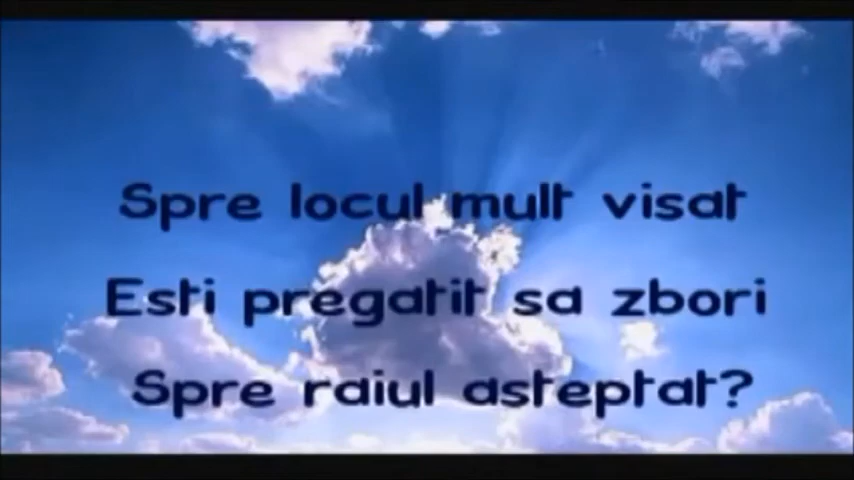 Spre locul mult visat
Esti pregatit sa zbori
Spre raiul asteptat?